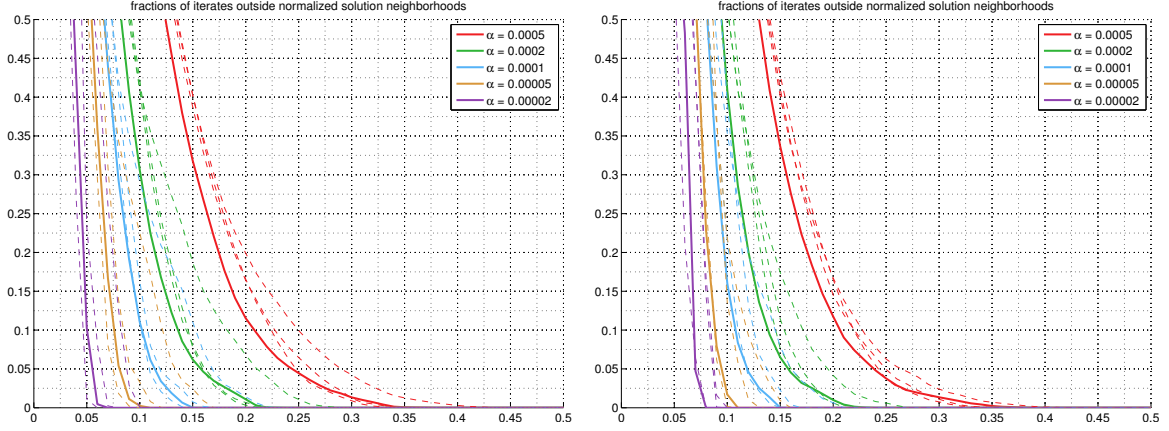 fractions of iterates outside normalized solution neighborhoods
0.5
0.45
0.4
0.35
0.3
0.25
0.2
0.15
0.1
0.05
0
α = 0.0005
α = 0.0002
α = 0.0001
α = 0.00005
α = 0.00002
0 0.05 0.1 0.15 0.2 0.25 0.3 0.35 0.4 0.45 0.5
fractions of iterates outside normalized solution neighborhoods
0.5
0.45
0.4
0.35
0.3
0.25
0.2
0.15
0.1
0.05
0
α = 0.0005
α = 0.0002
α = 0.0001
α = 0.00005
α = 0.00002
0 0.05 0.1 0.15 0.2 0.25 0.3 0.35 0.4 0.45 0.5